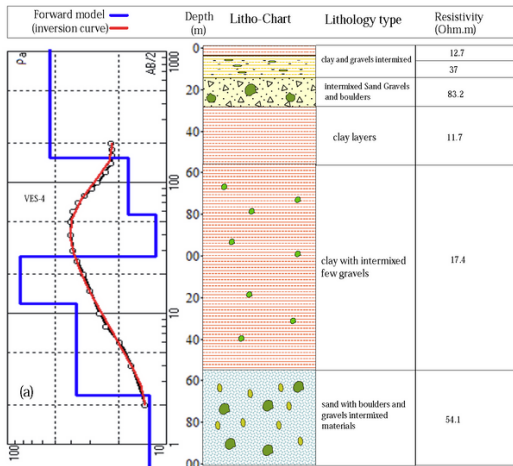 Forward model
(inversion curve)
Depth
(m)
Litho-Chart
Lithology type
Resistivity
(Ohm.m)
ρa
AB/2
1000
100
10
1
VES-4
(a)
100
10
0
20
40
60
80
00
20
40
60
80
00
clay and gravels intermixed
12.7
37
intermixed Sand Gravels
and boulders
83.2
clay layers
11.7
clay with intermixed
few gravels
17.4
sand with boulders and
gravels intermixed
materials
54.1